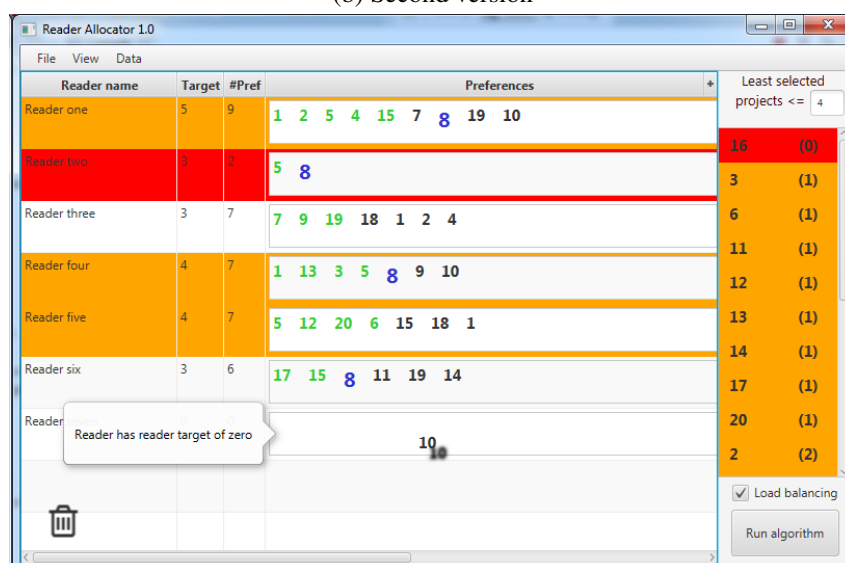 (b) Second version
Reader Allocator 1.0
File View Data
Reader name Target #Pref Preferences +
Least selected
projects <= 4
Reader one 5 9 1 2 5 4 15 7 8 19 10
Reader two 3 2 5 8
Reader three 3 7 7 9 19 18 1 2 4
Reader four 4 7 1 13 3 5 8 9 10
Reader five 4 7 5 12 20 6 15 18 1
Reader six 3 6 17 15 8 11 19 14
Reader
Reader has reader target of zero
10
10
16 (0)
3 (1)
6 (1)
11 (1)
12 (1)
13 (1)
14 (1)
17 (1)
20 (1)
2 (2)
Load balancing
Run algorithm